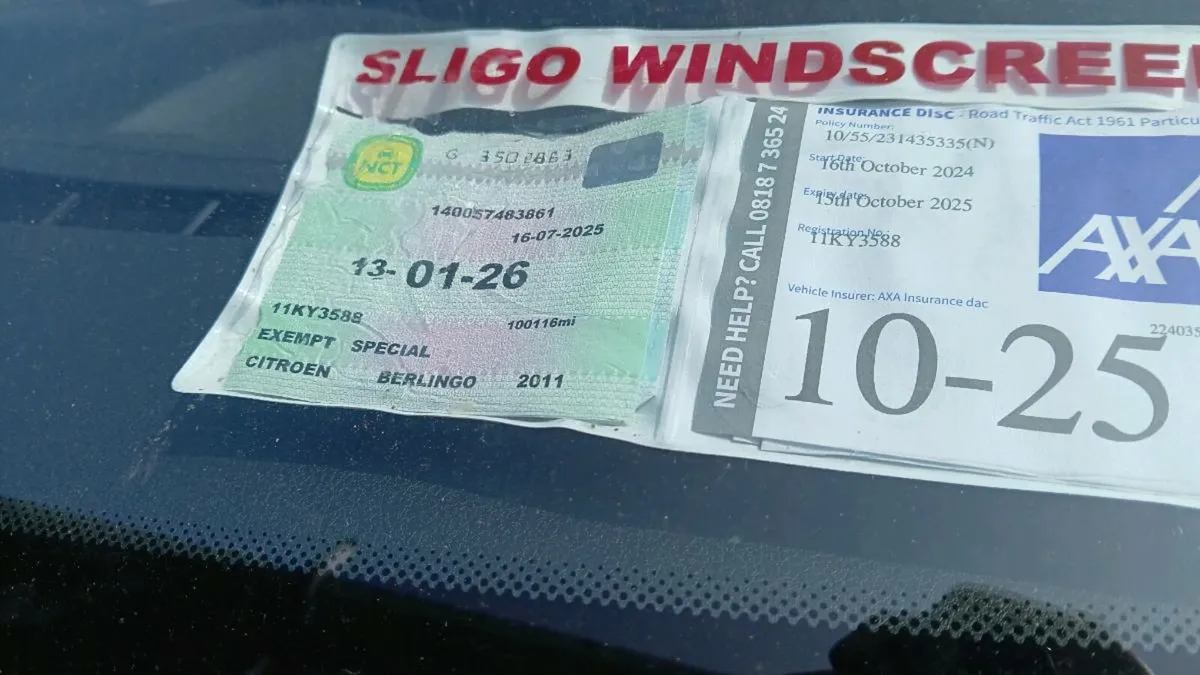 SLIGO WINDSCREE
NCT
G 3502863
140057483861
16-07-2025
13-01-26
11KY3588
100116mi
EXEMPT SPECIAL
CITROEN BERLINGO 2011
NEED HELP? CALL 0818 7 365 24
INSURANCE DISC - Road Traffic Act 1961 Particu
Policy Number:
10/55/231435335(N)
Start Date:
16th October 2024
Expiry date:
15th October 2025
Registration No.:
11KY3588
AXA
Vehicle Insurer: AXA Insurance dac
224035
10-25